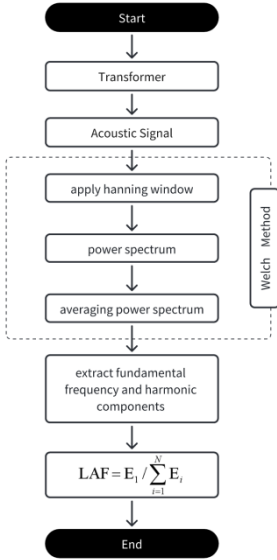 Start
Transformer
Acoustic Signal
apply hanning window
power spectrum
averaging power spectrum
Welch Method
extract fundamental
frequency and harmonic
components
LAF = E₁ / ∑ᵢ₌₁ᴺ Eᵢ
End